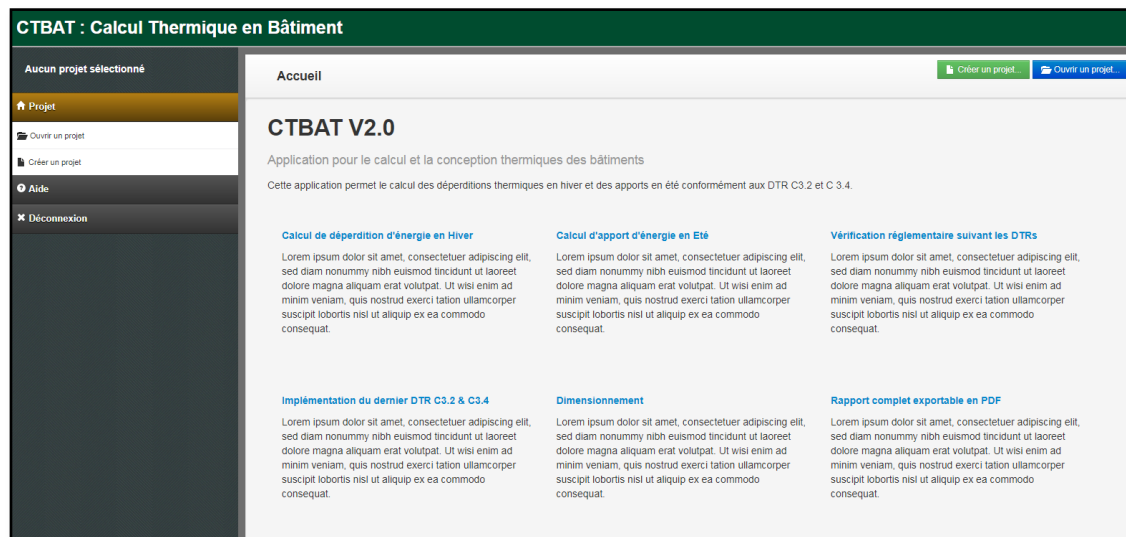 CTBAT : Calcul Thermique en Bâtiment
Aucun projet sélectionné
Projet
Ouvrir un projet
Créer un projet
Aide
Déconnexion
Accueil
Créer un projet...
Ouvrir un projet...
CTBAT V2.0
Application pour le calcul et la conception thermiques des bâtiments
Cette application permet le calcul des déperditions thermiques en hiver et des apports en été conformément aux DTR C3.2 et C 3.4.
Calcul de déperdition d'énergie en Hiver
Lorem ipsum dolor sit amet, consectetuer adipiscing elit,
sed diam nonummy nibh euismod tincidunt ut laoreet
dolore magna aliquam erat volutpat. Ut wisi enim ad
minim veniam, quis nostrud exerci tation ullamcorper
suscipit lobortis nisl ut aliquip ex ea commodo
consequat.
Calcul d'apport d'énergie en Eté
Lorem ipsum dolor sit amet, consectetuer adipiscing elit,
sed diam nonummy nibh euismod tincidunt ut laoreet
dolore magna aliquam erat volutpat. Ut wisi enim ad
minim veniam, quis nostrud exerci tation ullamcorper
suscipit lobortis nisl ut aliquip ex ea commodo
consequat.
Vérification réglementaire suivant les DTRs
Lorem ipsum dolor sit amet, consectetuer adipiscing elit,
sed diam nonummy nibh euismod tincidunt ut laoreet
dolore magna aliquam erat volutpat. Ut wisi enim ad
minim veniam, quis nostrud exerci tation ullamcorper
suscipit lobortis nisl ut aliquip ex ea commodo
consequat.
Implémentation du dernier DTR C3.2 & C3.4
Lorem ipsum dolor sit amet, consectetuer adipiscing elit,
sed diam nonummy nibh euismod tincidunt ut laoreet
dolore magna aliquam erat volutpat. Ut wisi enim ad
minim veniam, quis nostrud exerci tation ullamcorper
suscipit lobortis nisl ut aliquip ex ea commodo
consequat.
Dimensionnement
Lorem ipsum dolor sit amet, consectetuer adipiscing elit,
sed diam nonummy nibh euismod tincidunt ut laoreet
dolore magna aliquam erat volutpat. Ut wisi enim ad
minim veniam, quis nostrud exerci tation ullamcorper
suscipit lobortis nisl ut aliquip ex ea commodo
consequat.
Rapport complet exportable en PDF
Lorem ipsum dolor sit amet, consectetuer adipiscing elit,
sed diam nonummy nibh euismod tincidunt ut laoreet
dolore magna aliquam erat volutpat. Ut wisi enim ad
minim veniam, quis nostrud exerci tation ullamcorper
suscipit lobortis nisl ut aliquip ex ea commodo
consequat.